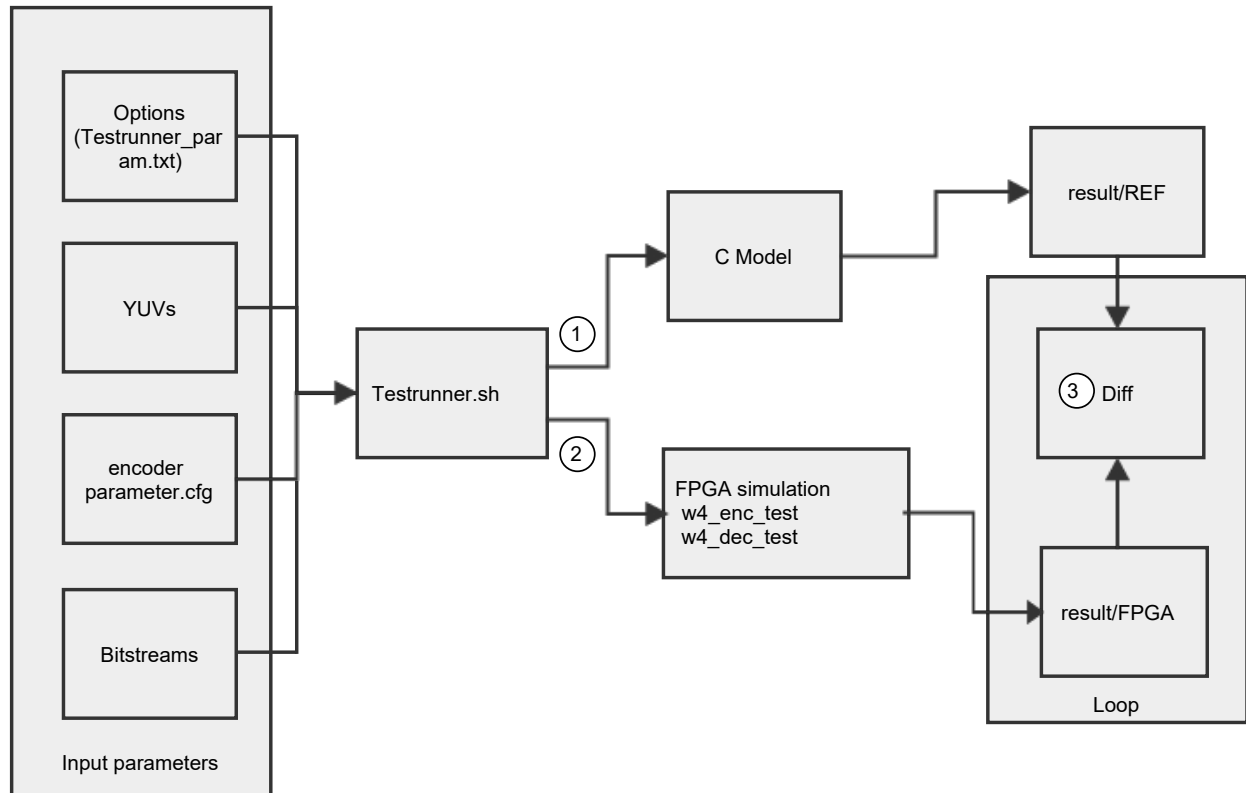 Options
(Testrunner_par
am.txt)
YUVs
encoder
parameter.cfg
Bitstreams
Input parameters
Testrunner.sh
1
2
C Model
FPGA simulation
w4_enc_test
w4_dec_test
result/REF
3 Diff
result/FPGA
Loop